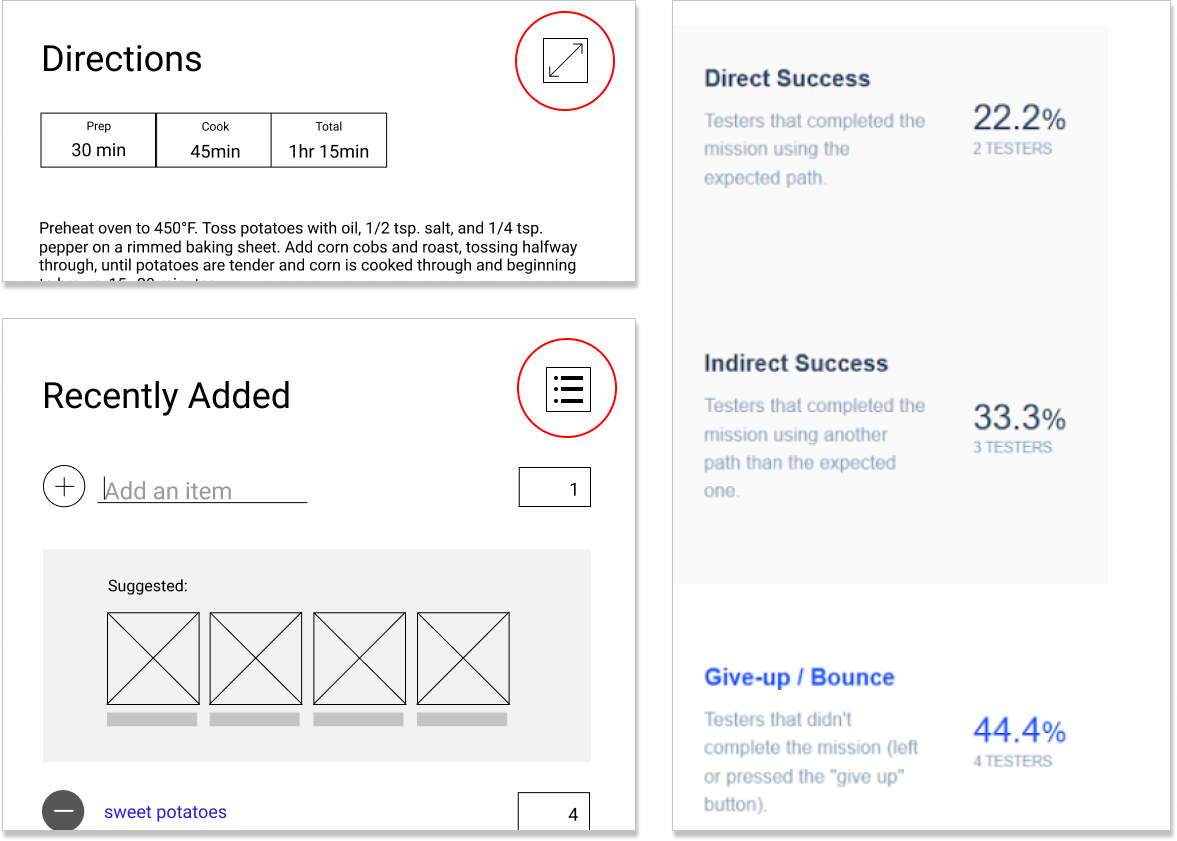 Directions
Prep
30 min
Cook
45min
Total
1hr 15min
Preheat oven to 450°F. Toss potatoes with oil, 1/2 tsp. salt, and 1/4 tsp.
pepper on a rimmed baking sheet. Add corn cobs and roast, tossing halfway
through, until potatoes are tender and corn is cooked through and beginning
Recently Added
Add an item
1
Suggested:
sweet potatoes
4
Direct Success
Testers that completed the
mission using the
expected path.
22.2%
2 TESTERS
Indirect Success
Testers that completed the
mission using another
path than the expected
one.
33.3%
3 TESTERS
Give-up / Bounce
Testers that didn't
complete the mission (left
or pressed the "give up"
button).
44.4%
4 TESTERS